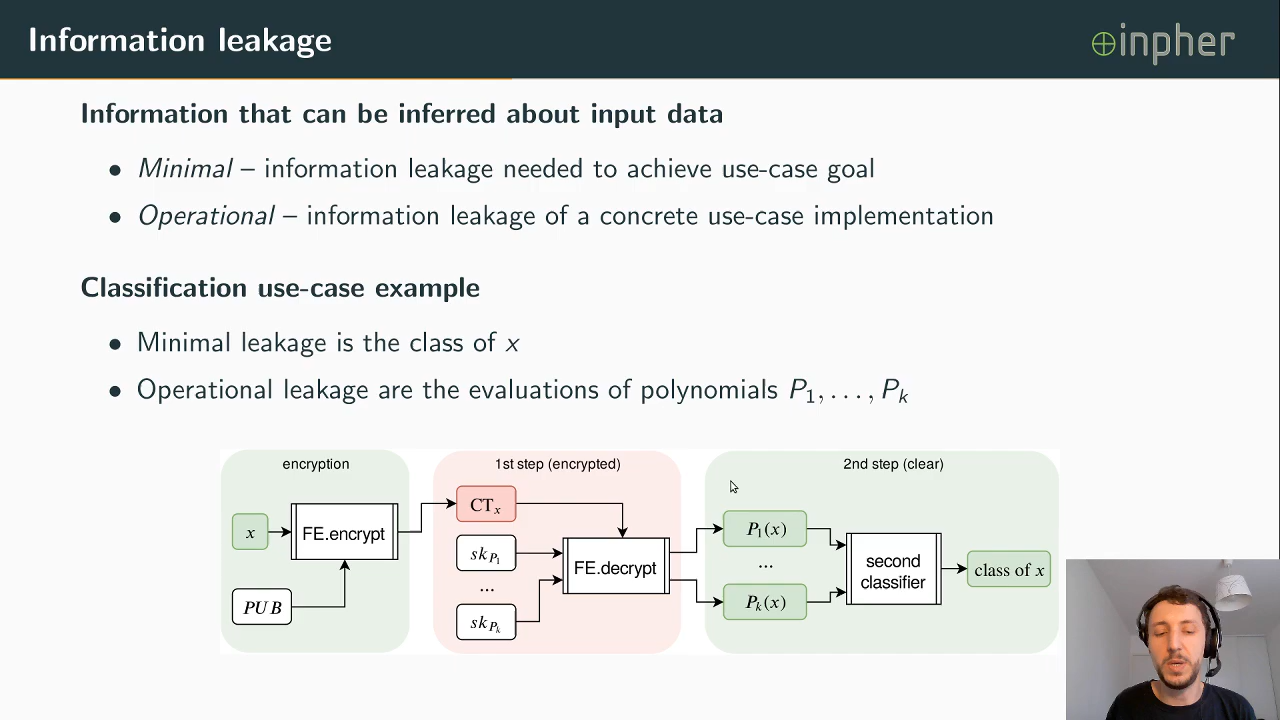 Information leakage
inpher
Information that can be inferred about input data
• Minimal – information leakage needed to achieve use-case goal
• Operational – information leakage of a concrete use-case implementation
Classification use-case example
• Minimal leakage is the class of x
• Operational leakage are the evaluations of polynomials P₁, . . . , Pₖ
encryption
x
FE.encrypt
PUB
1st step (encrypted)
CTₓ
sk_P₁
...
sk_Pₖ
FE.decrypt
2nd step (clear)
P₁(x)
...
Pₖ(x)
second
classifier
class of x